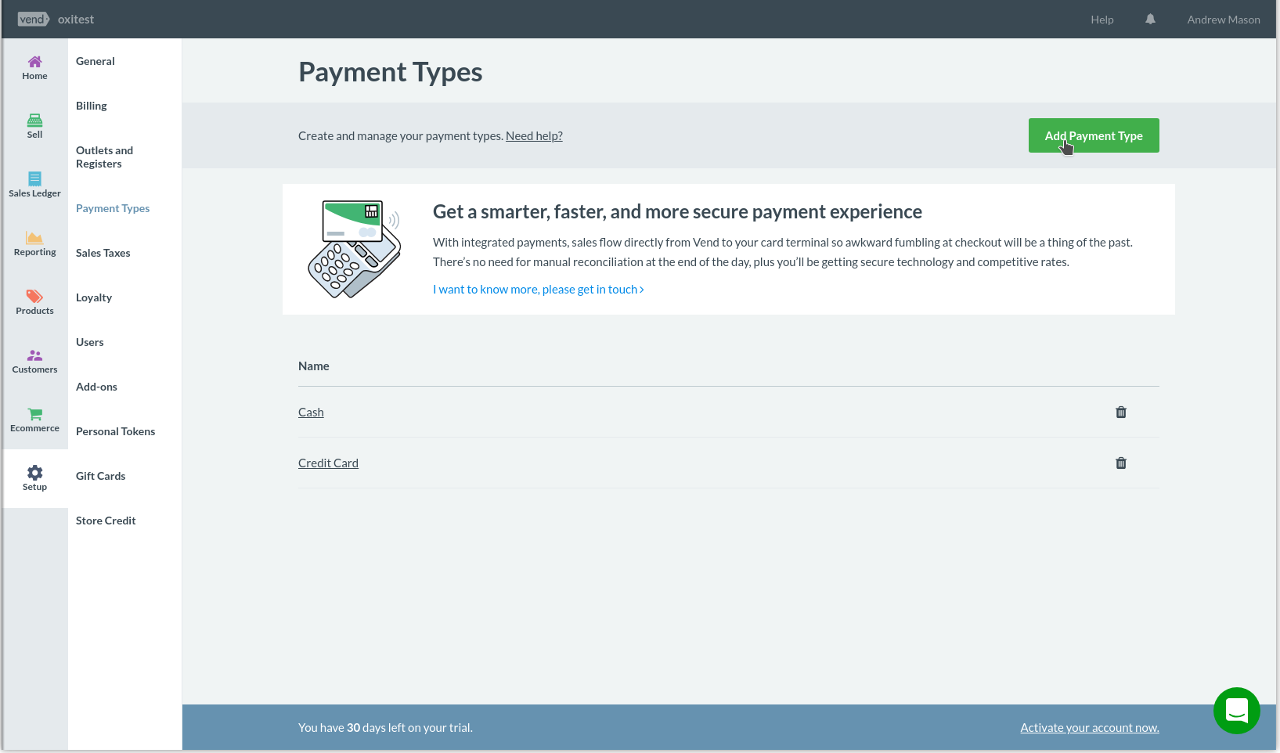 vend oxitest
Help
Andrew Mason
Home
Sell
Sales Ledger
Reporting
Products
Customers
Ecommerce
Setup
General
Billing
Outlets and
Registers
Payment Types
Sales Taxes
Loyalty
Users
Add-ons
Personal Tokens
Gift Cards
Store Credit
Payment Types
Create and manage your payment types. Need help?
Add Payment Type
Get a smarter, faster, and more secure payment experience
With integrated payments, sales flow directly from Vend to your card terminal so awkward fumbling at checkout will be a thing of the past.
There's no need for manual reconciliation at the end of the day, plus you'll be getting secure technology and competitive rates.
I want to know more, please get in touch
Name
Cash
Credit Card
You have 30 days left on your trial.
Activate your account now.